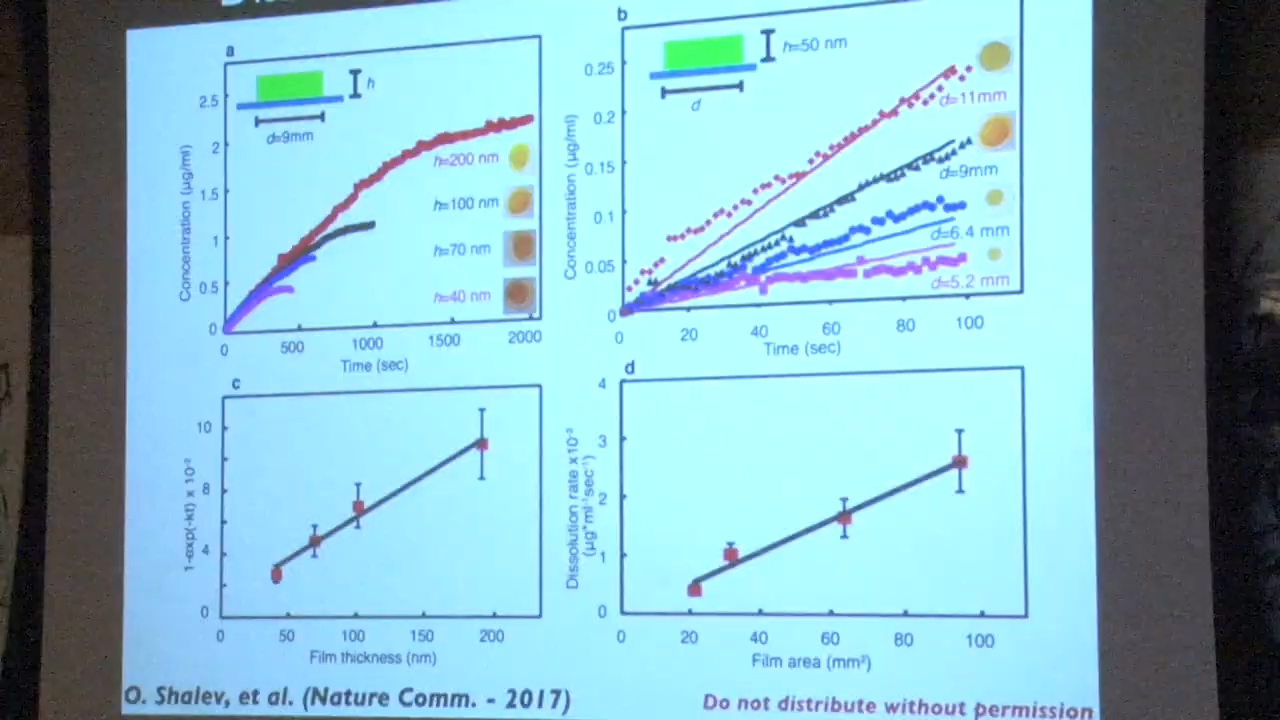 a
2.5
2
1.5
1
0.5
0
Concentration (µg/ml)
h
d=9mm
h=200 nm
h=100 nm
h=70 nm
h=40 nm
0 500 1000 1500 2000
Time (sec)
b
0.25
0.2
0.15
0.1
0.05
0
Concentration (µg/ml)
h=50 nm
d
d=11mm
d=9mm
d=6.4 mm
d=5.2 mm
0 20 40 60 80 100
Time (sec)
c
10
8
4
0
1-exp(-kt) x 10⁻²
0 50 100 150 200
Film thickness (nm)
d
4
3
2
1
0
Dissolution rate x10⁻³
(µg*ml⁻¹sec⁻¹)
0 20 40 60 80 100
Film area (mm²)
O. Shalev, et al. (Nature Comm. - 2017)
Do not distribute without permission